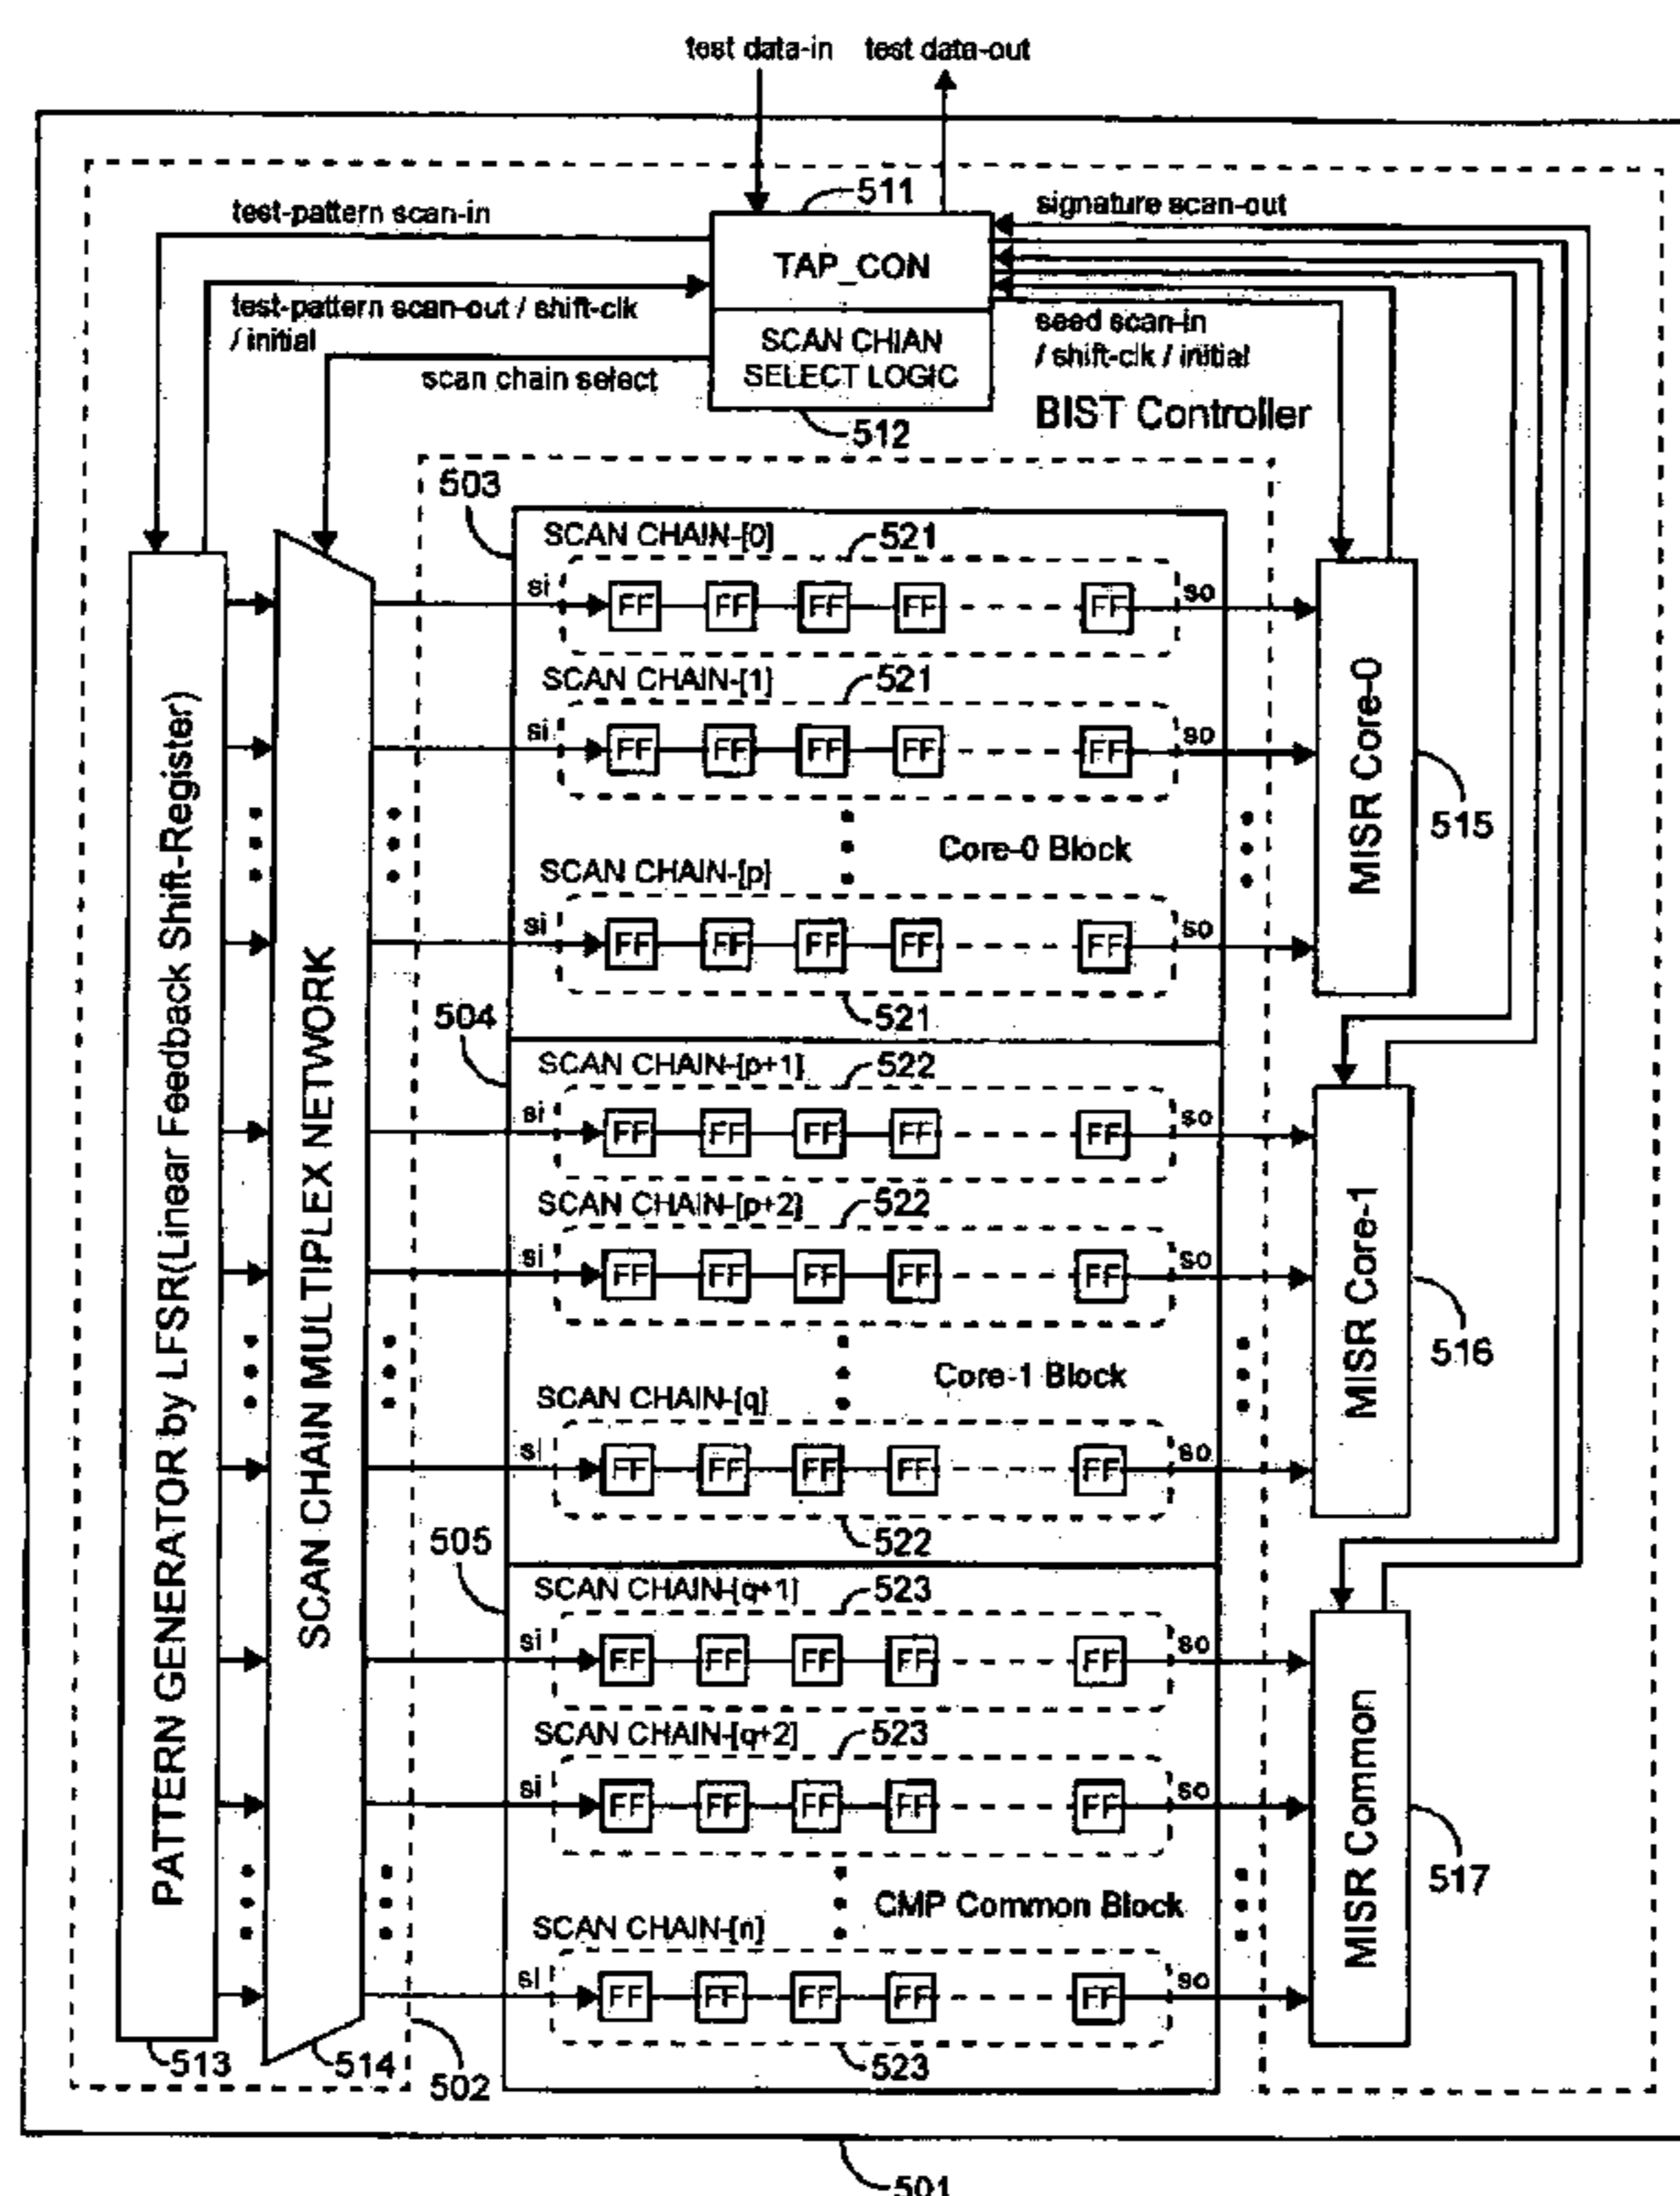 test data-in test data-out
511
test-pattern scan-in
signature scan-out
TAP_CON
test-pattern scan-out / shift-clk
/ initial
seed scan-in
/ shift-clk / initial
SCAN CHIAN
SELECT LOGIC
scan chain select
BIST Controller
512
503
SCAN CHAIN-[0]
521
si FF FF FF FF FF so
SCAN CHAIN-[1]
521
si FF FF FF FF FF so
MISR Core-0
515
Core-0 Block
SCAN CHAIN-[p]
si FF FF FF FF FF so
521
504
SCAN CHAIN-[p+1]
522
si FF FF FF FF FF so
SCAN CHAIN-[p+2]
522
si FF FF FF FF FF so
MISR Core-1
516
Core-1 Block
SCAN CHAIN-[q]
si FF FF FF FF FF so
522
505
SCAN CHAIN-[q+1]
523
si FF FF FF FF FF so
SCAN CHAIN-[q+2]
523
si FF FF FF FF FF so
MISR Common
517
CMP Common Block
SCAN CHAIN-[n]
si FF FF FF FF FF so
523
PATTERN GENERATOR by LFSR(Linear Feedback Shift-Register)
SCAN CHAIN MULTIPLEX NETWORK
513
514
502
501